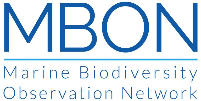 MBON
Marine Biodiversity
Observation Network